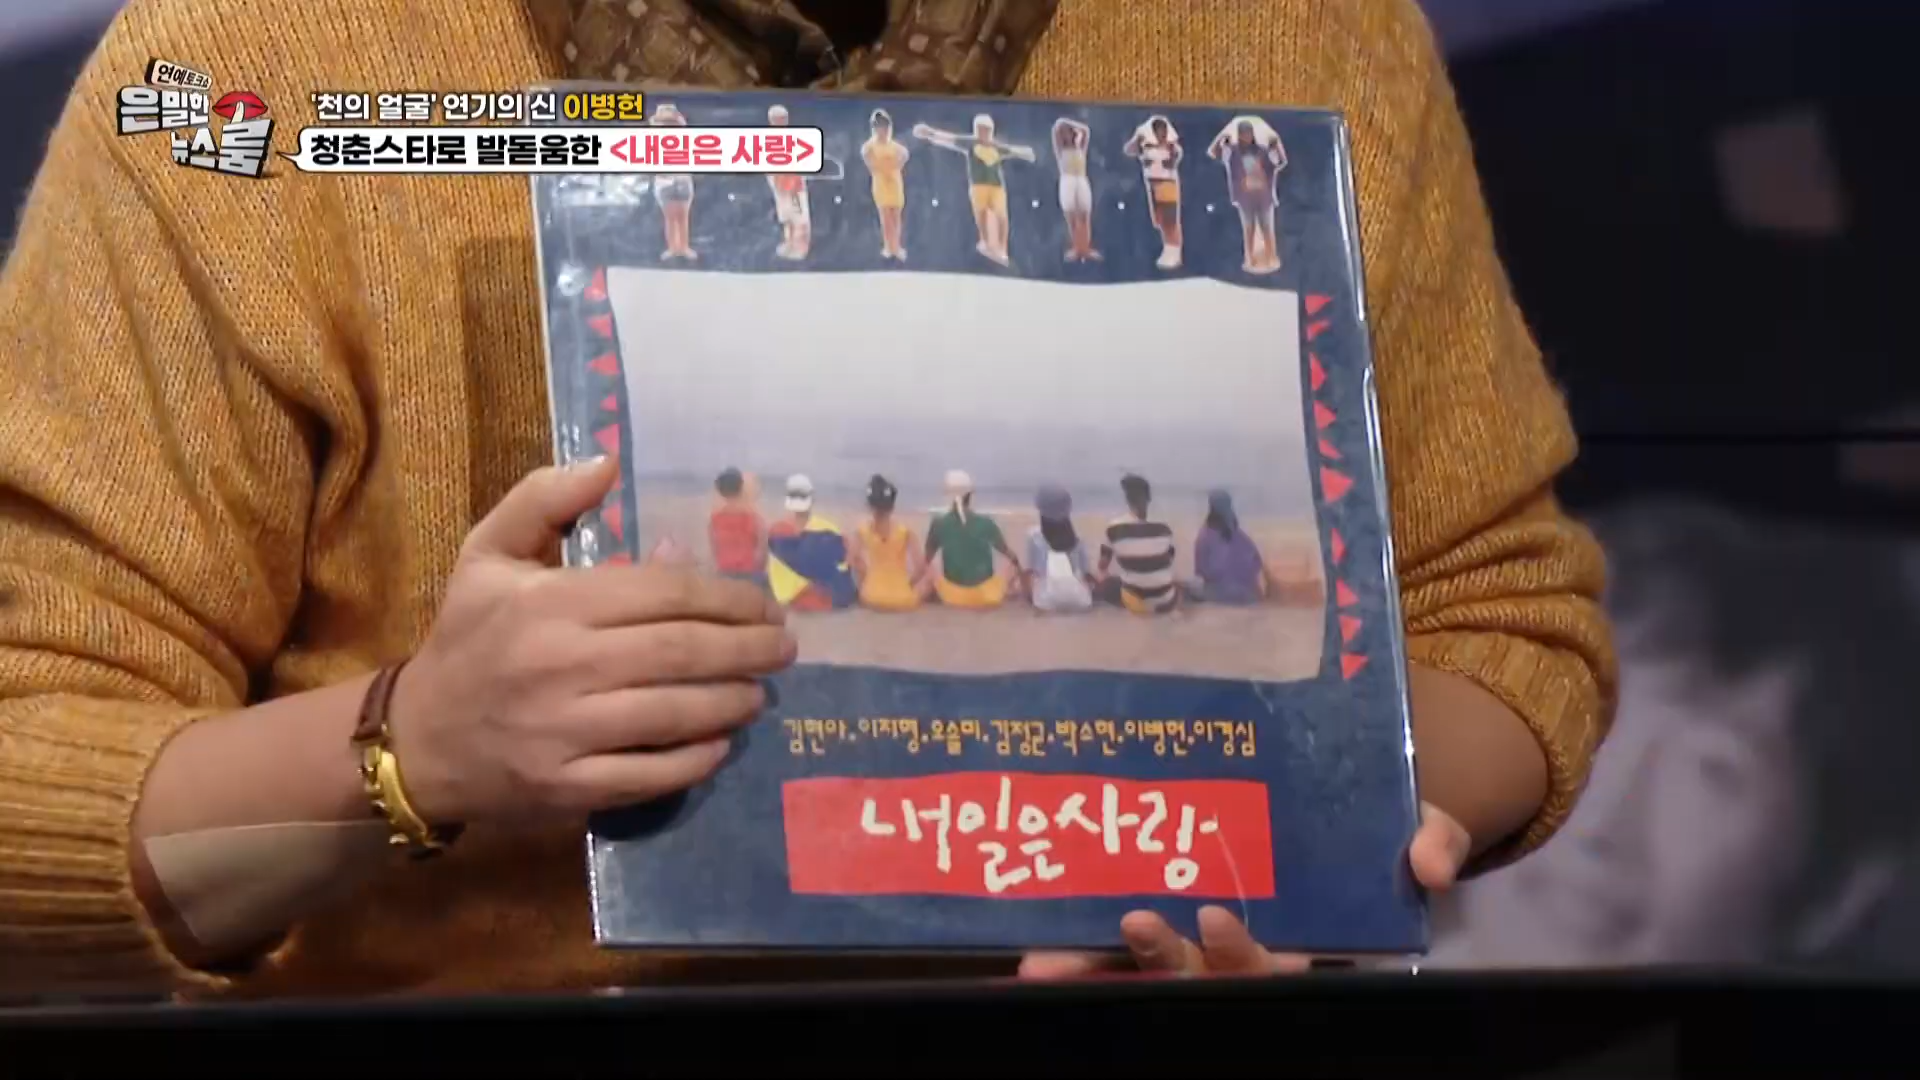 연예토크쇼
은밀한
뉴스룸
'천의 얼굴' 연기의 신 이병헌
청춘스타로 발돋움한 <내일은 사랑>
김현아.이지형.오솔미.김정균.박소현.이병헌.이경심
내일은사랑